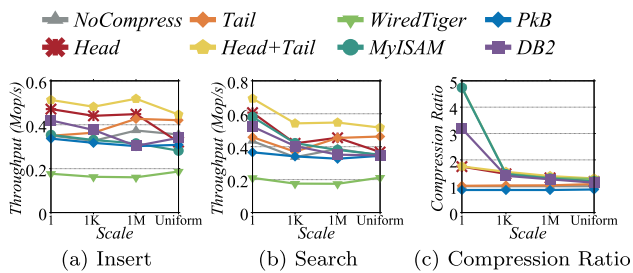 NoCompress Tail WiredTiger PkB
Head Head+Tail MyISAM DB2
Throughput (Mop/s)
0.6
0.4
0.2
0
1 1K 1M Uniform
Scale
(a) Insert
Throughput (Mop/s)
0.8
0.6
0.4
0.2
0
1 1K 1M Uniform
Scale
(b) Search
Compression Ratio
5
4
3
2
1
0
1 1K 1M Uniform
Scale
(c) Compression Ratio